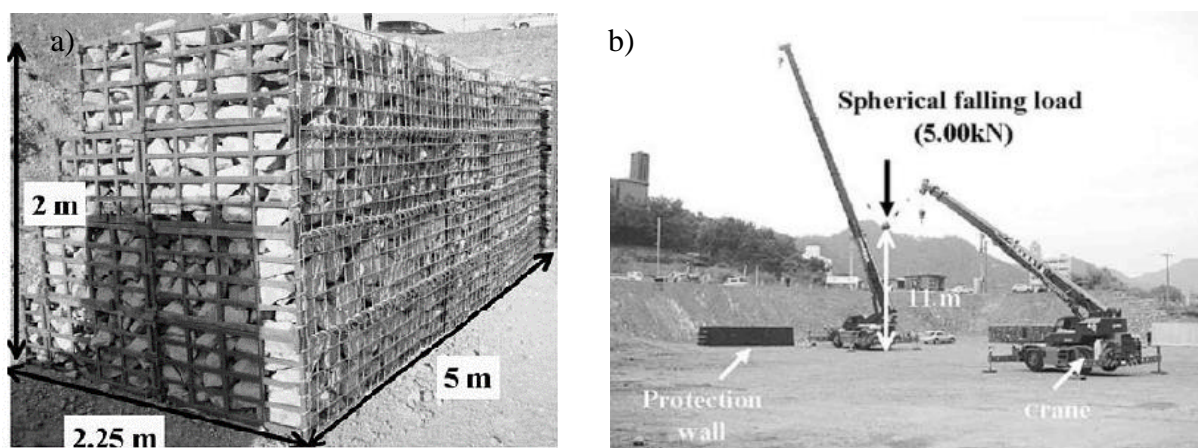 a)
2 m
5 m
2.25 m
b)
Spherical falling load
(5.00kN)
11 m
Protection
wall
crane